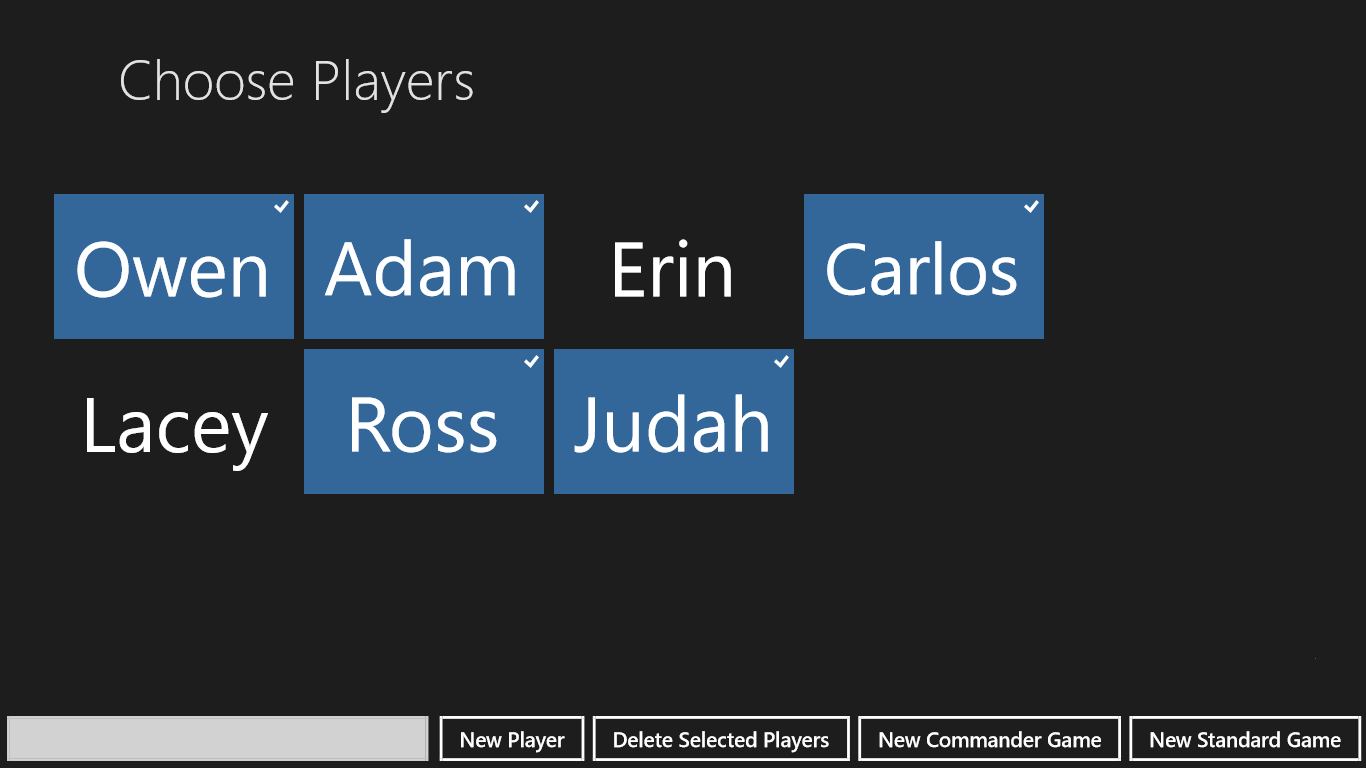 Choose Players
Owen Adam Erin Carlos
Lacey Ross Judah
New Player Delete Selected Players New Commander Game New Standard Game